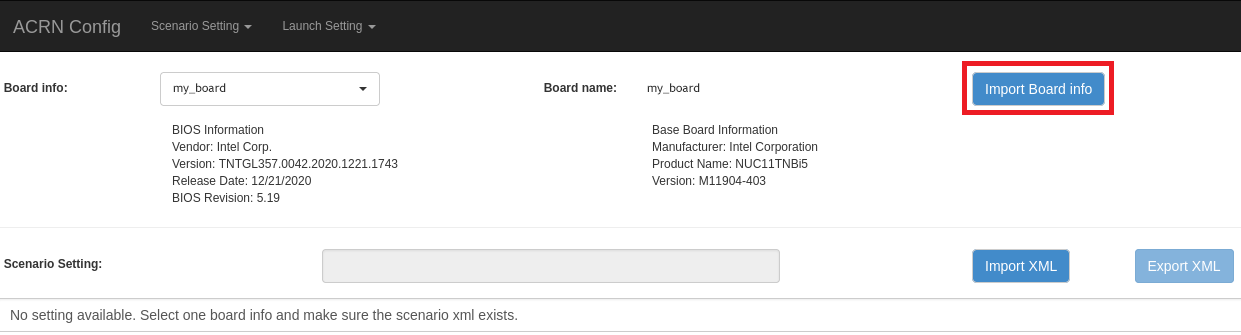 ACRN Config Scenario Setting Launch Setting
Board info: my_board Board name: my_board Import Board info
BIOS Information
Vendor: Intel Corp.
Version: TNTGL357.0042.2020.1221.1743
Release Date: 12/21/2020
BIOS Revision: 5.19
Base Board Information
Manufacturer: Intel Corporation
Product Name: NUC11TNBi5
Version: M11904-403
Scenario Setting: Import XML Export XML
No setting available. Select one board info and make sure the scenario xml exists.